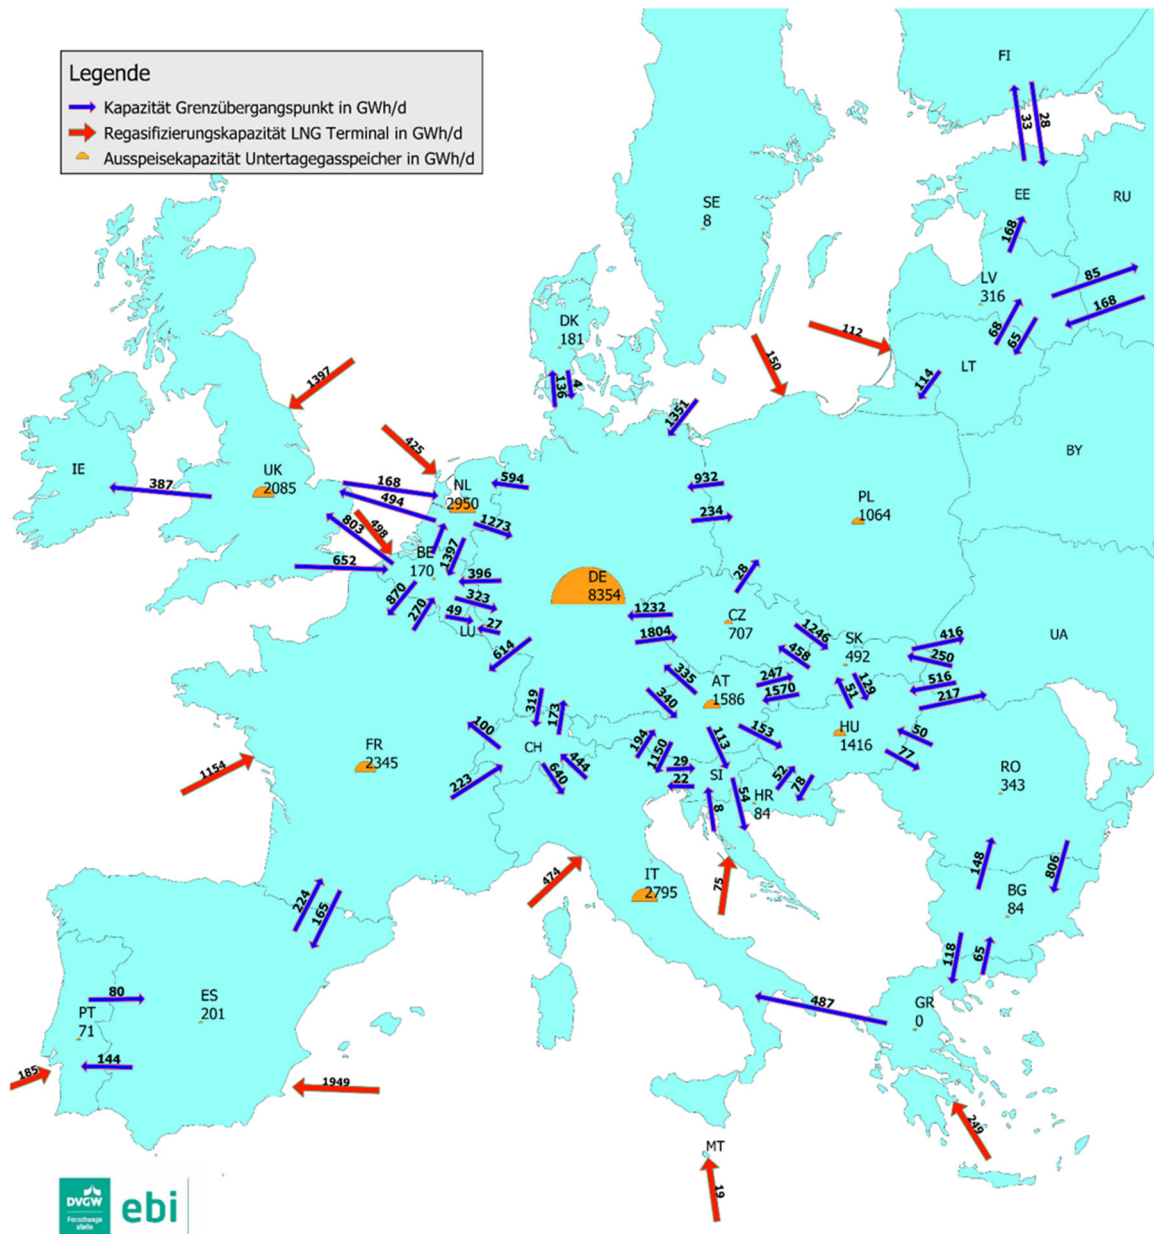 Legende
Kapazität Grenzübergangspunkt in GWh/d
Regasifizierungskapazität LNG Terminal in GWh/d
Ausspeisekapazität Untertagegasspeicher in GWh/d
FI
33
28
EE
RU
SE
8
168
85
LV
316
168
DK
181
112
68
65
150
LT
136
4
114
1397
1351
425
BY
IE
UK
2085
387
168
NL
2950
594
932
PL
1064
494
234
498
803
1273
BE
170
1397
652
396
DE
8354
28
870
270
323
49
27
LU
1232
CZ
707
1804
1246
SK
492
416
UA
614
458
250
335
AT
1586
247
1570
516
340
51
129
217
319
173
100
153
HU
1416
50
FR
2345
CH
194
1150
113
77
444
29
SI
52
RO
343
1154
223
640
22
78
HR
84
54
8
474
IT
2795
75
148
806
224
165
BG
84
118
65
80
ES
201
487
GR
0
PT
71
144
185
1949
249
MT
19
DVGW
Forschungs
stelle
ebi